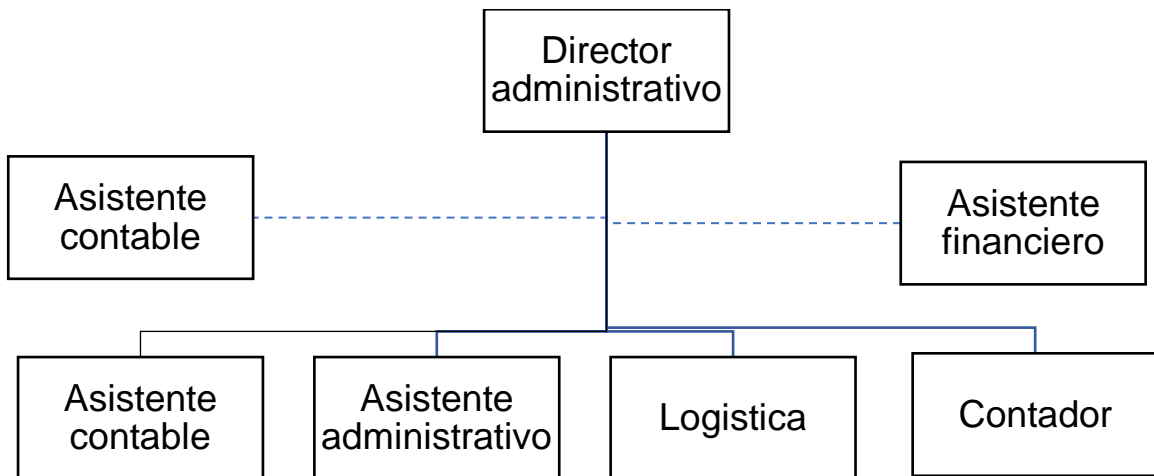 Director
administrativo
Asistente
contable
Asistente
financiero
Asistente
contable
Asistente
administrativo
Logistica
Contador